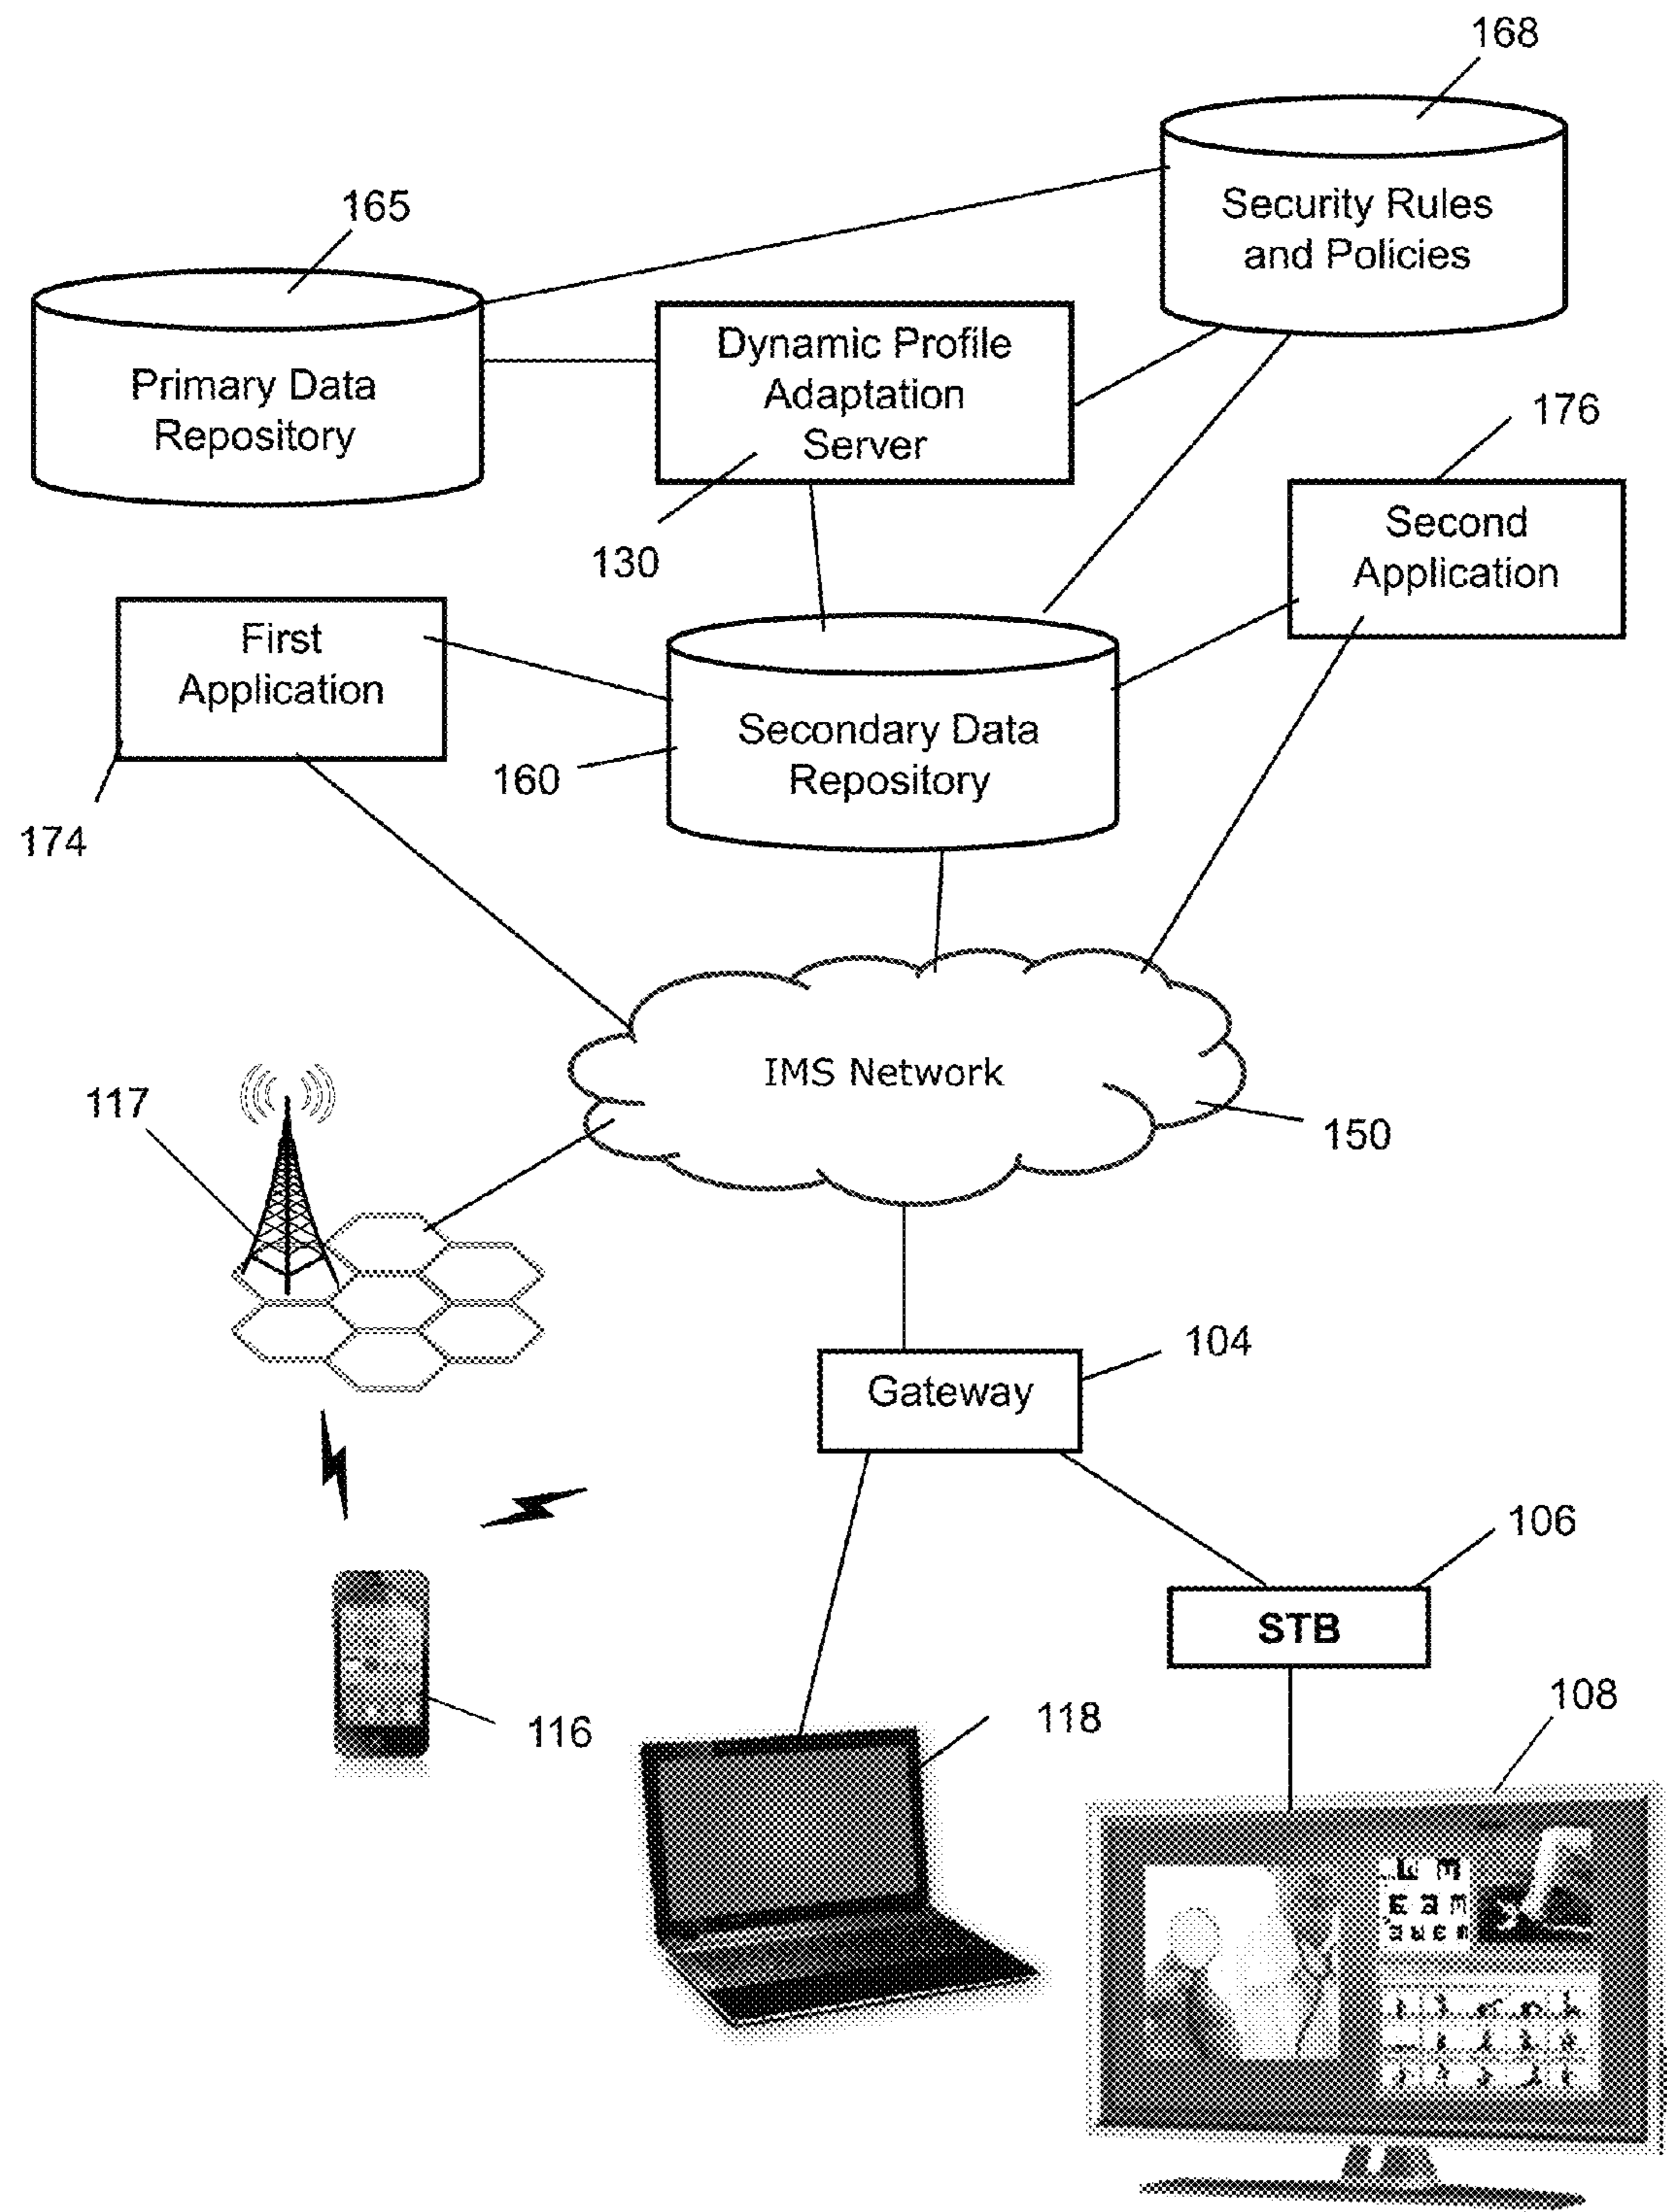 168
165
Security Rules
and Policies
Dynamic Profile
Adaptation
Server
Primary Data
Repository
176
Second
Application
130
First
Application
Secondary Data
Repository
160
174
IMS Network
117
150
104
Gateway
106
STB
108
116
118